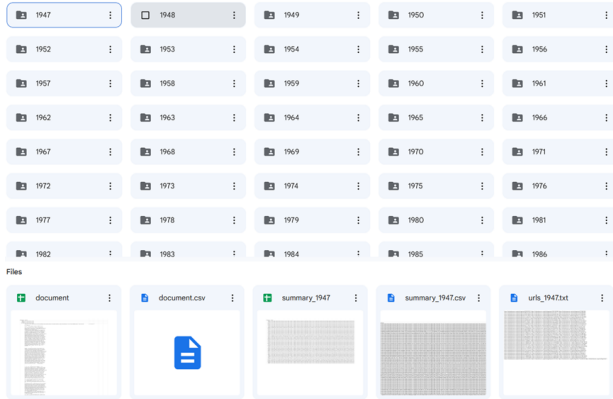 1947 1948 1949 1950 1951
1952 1953 1954 1955 1956
1957 1958 1959 1960 1961
1962 1963 1964 1965 1966
1967 1968 1969 1970 1971
1972 1973 1974 1975 1976
1977 1978 1979 1980 1981
1982 1983 1984 1985 1986
Files
document document.csv summary_1947 summary_1947.csv urls_1947.txt